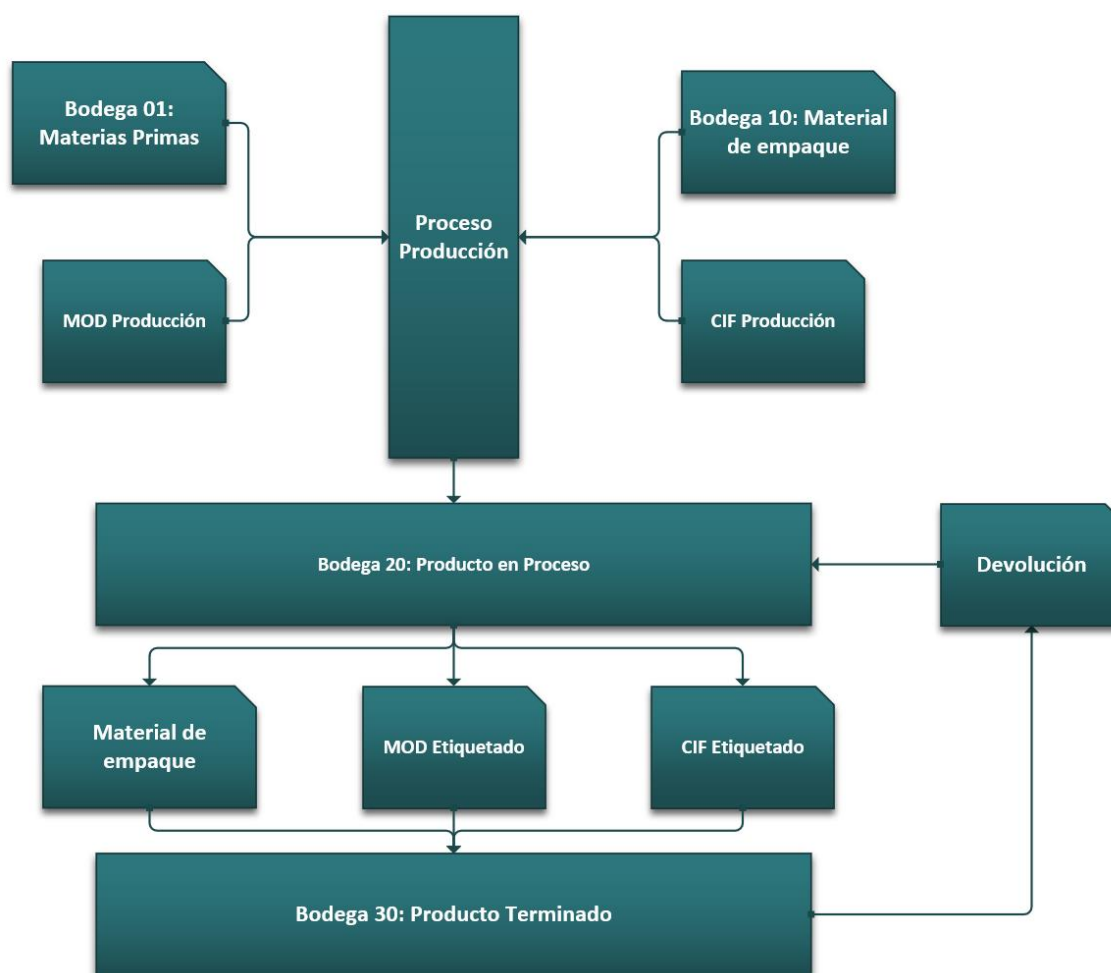 Bodega 01:
Materias Primas
Bodega 10: Material
de empaque
Proceso
Producción
MOD Producción
CIF Producción
Bodega 20: Producto en Proceso
Devolución
Material de
empaque
MOD Etiquetado
CIF Etiquetado
Bodega 30: Producto Terminado